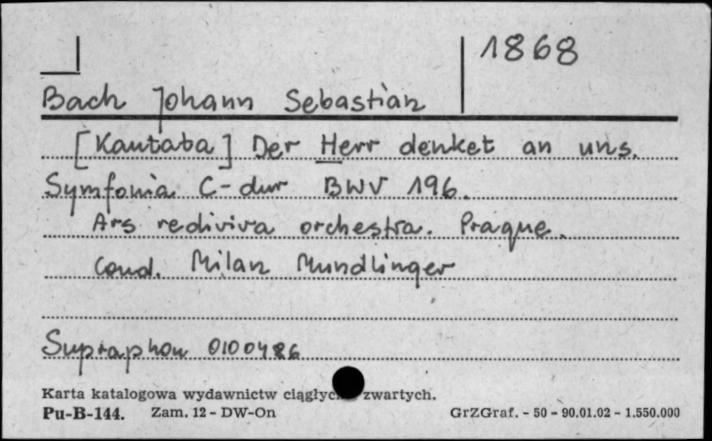 1868
Bach Johann Sebastian
[Kantata] Der Herr denket an uns.
Symfonia C-dur BWV 196.
Ars rediviva orchestra. Prague.
Cond. Milan Mundlinger
Supraphon 0100486
Karta katalogowa wydawnictw zwartych.
Pu-B-144. Zam. 12 - DW-On GrZGraf. - 50 - 90.01.02 - 1.550.000